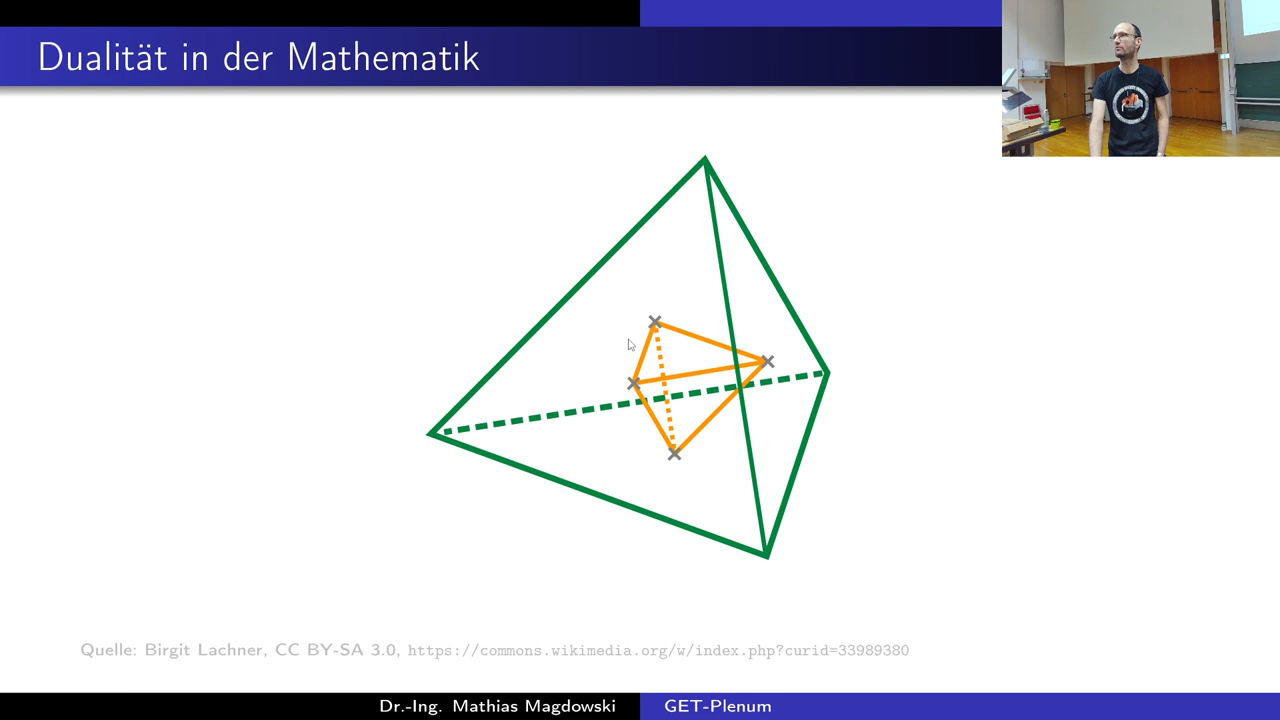 Dualität in der Mathematik
Quelle: Birgit Lachner, CC BY-SA 3.0, https://commons.wikimedia.org/w/index.php?curid=33989380
Dr.-Ing. Mathias Magdowski
GET-Plenum